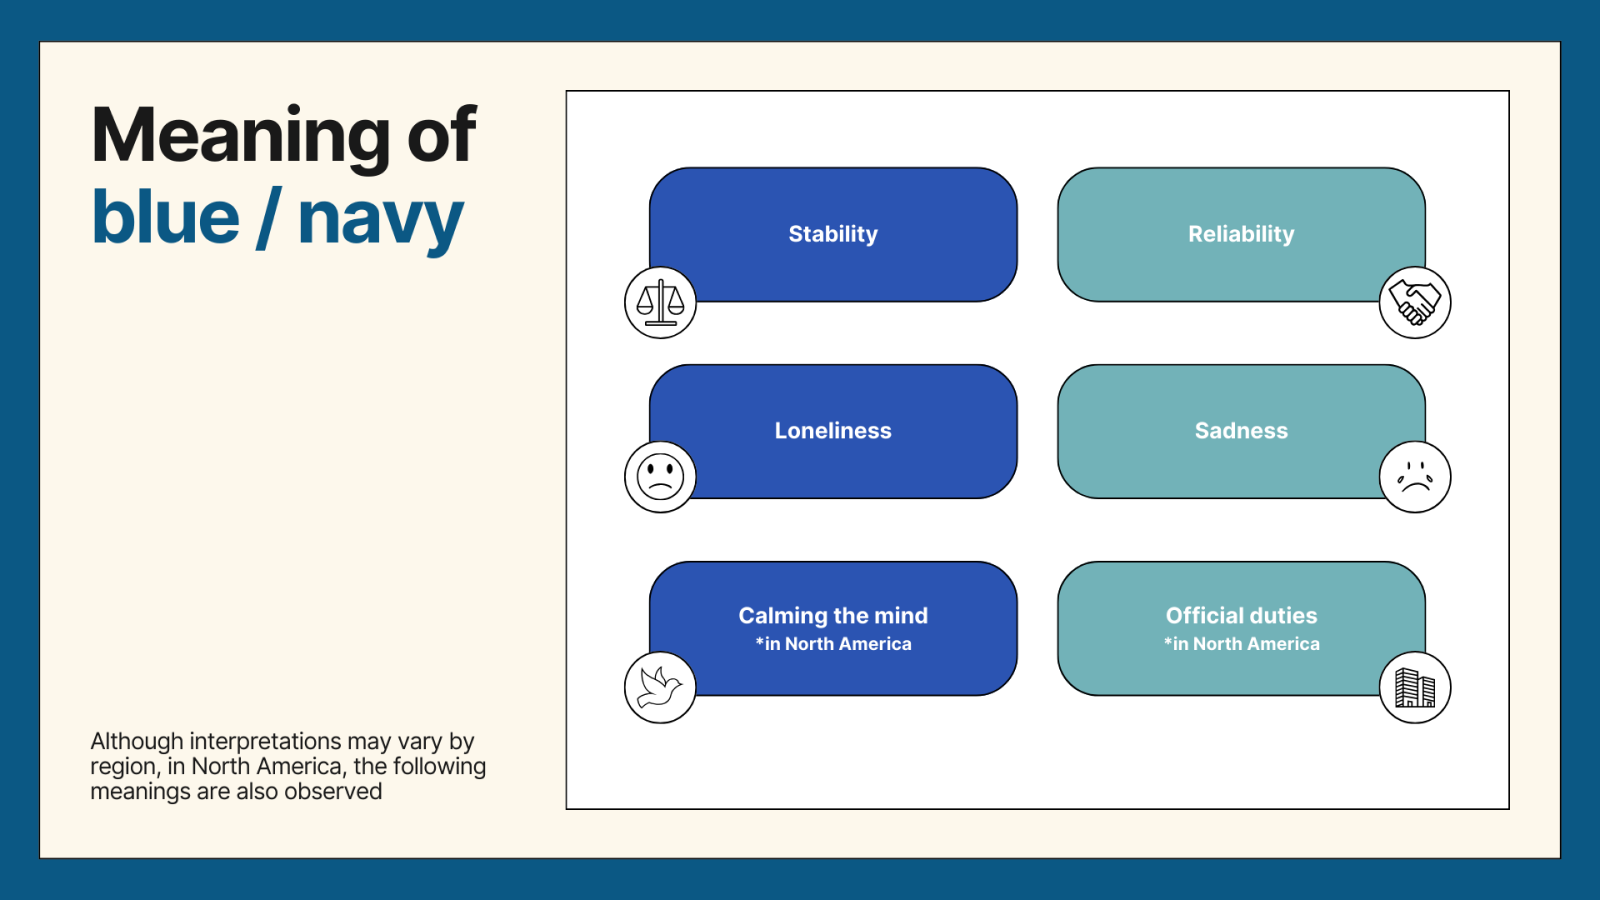 Meaning of
blue / navy
Although interpretations may vary by
region, in North America, the following
meanings are also observed
Stability
Reliability
Loneliness
Sadness
Calming the mind
*in North America
Official duties
*in North America